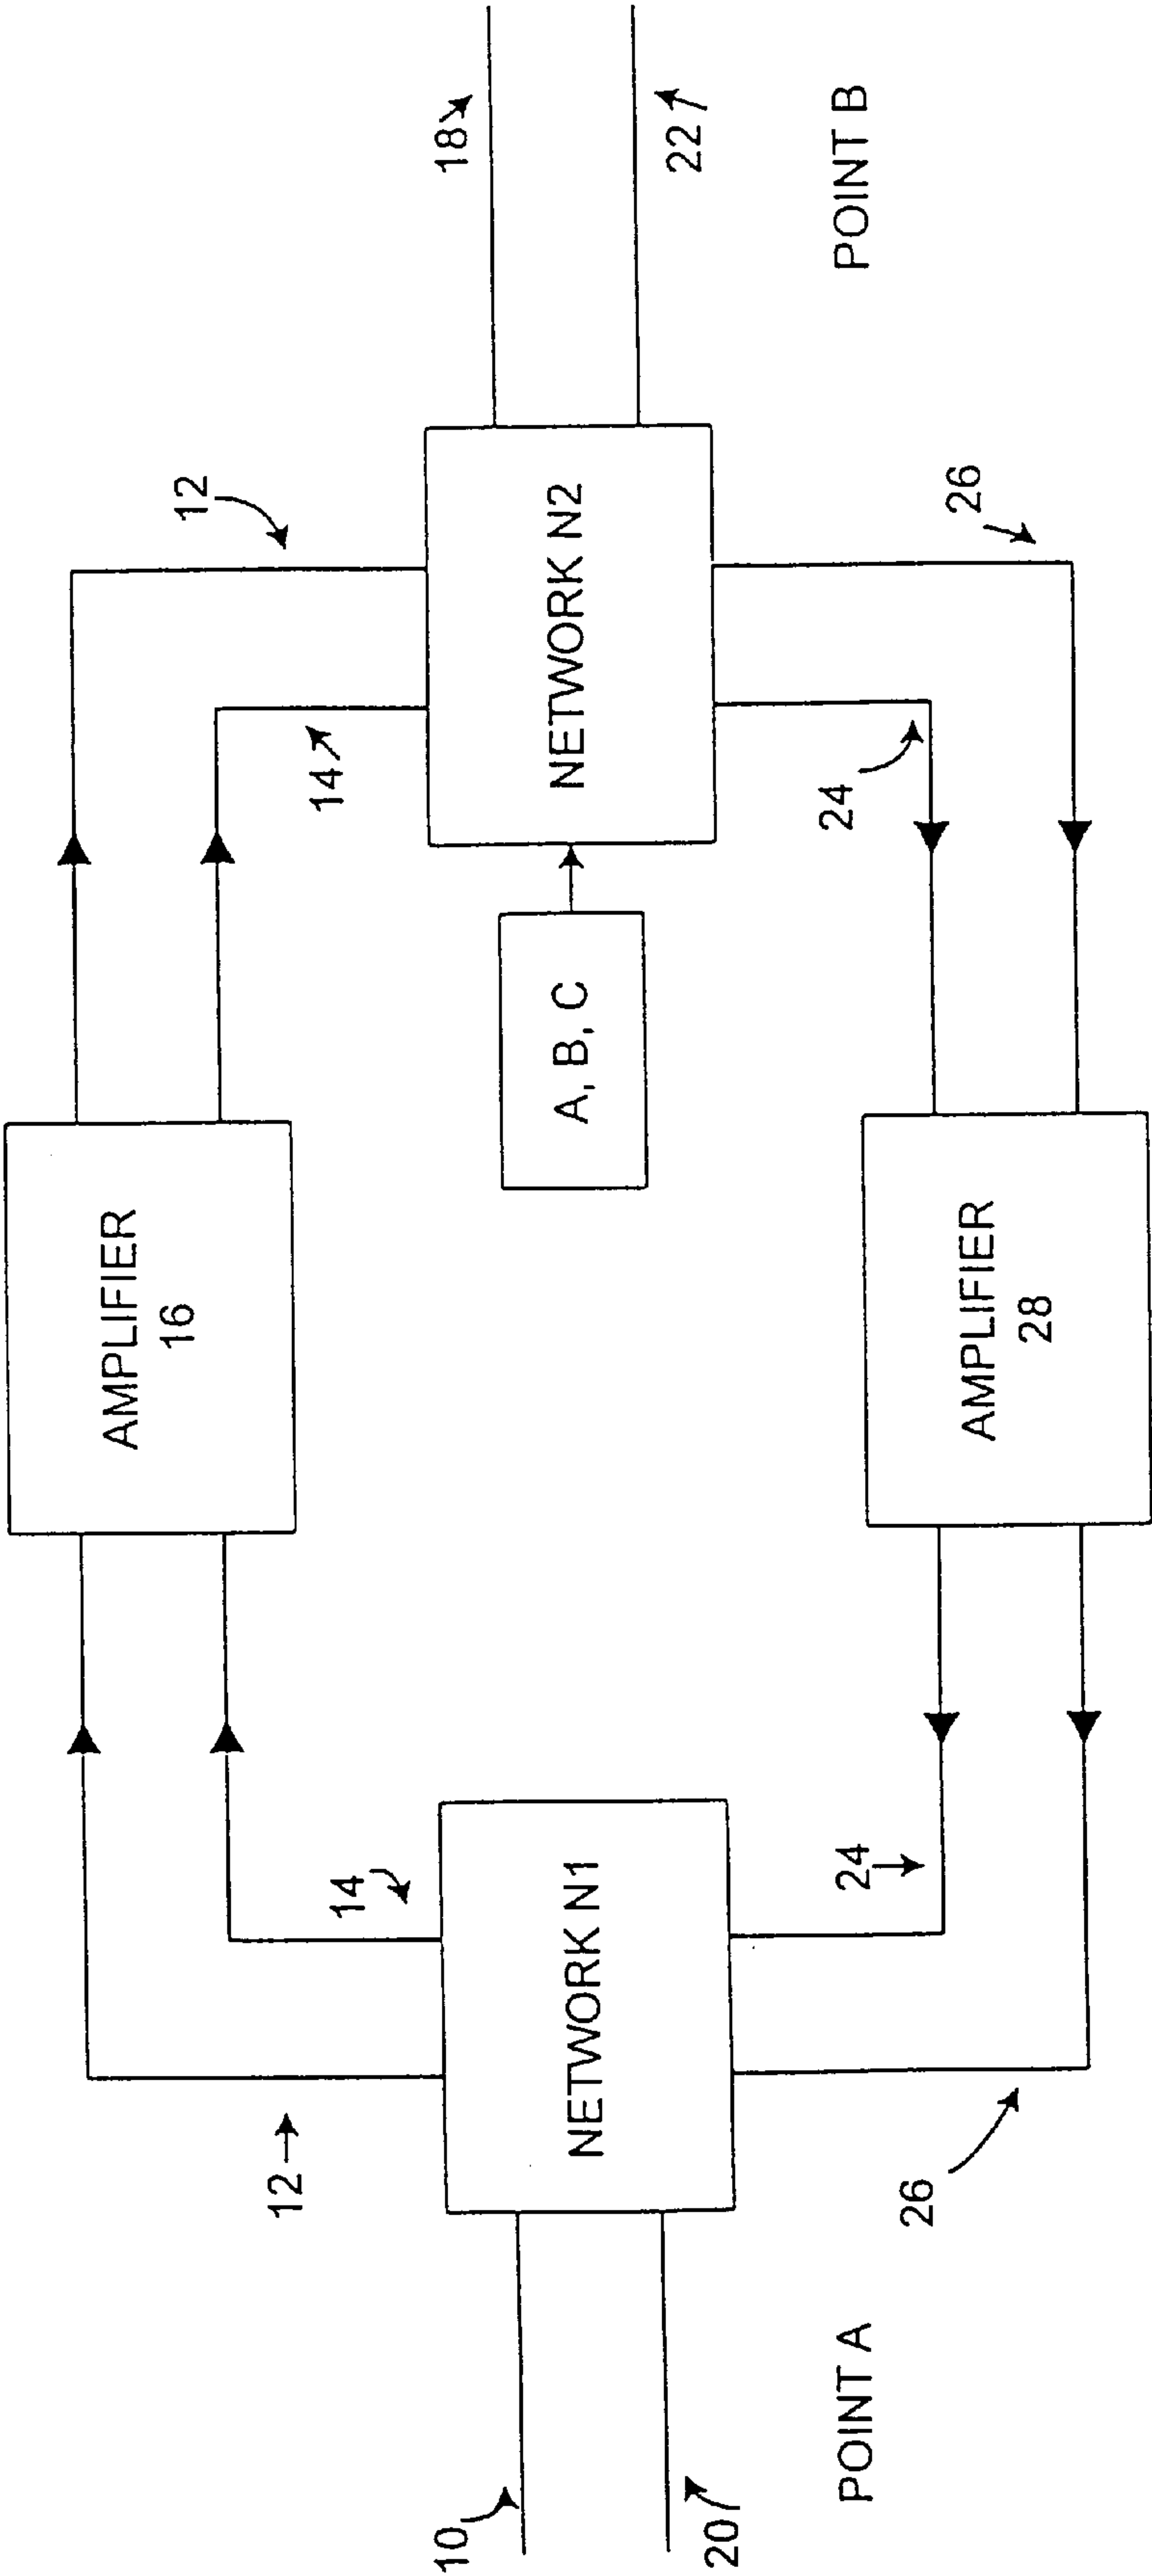 AMPLIFIER
16
12
12
14
14
18
10
NETWORK N1
A, B, C
NETWORK N2
20
22
24
24
26
26
AMPLIFIER
28
POINT A
POINT B